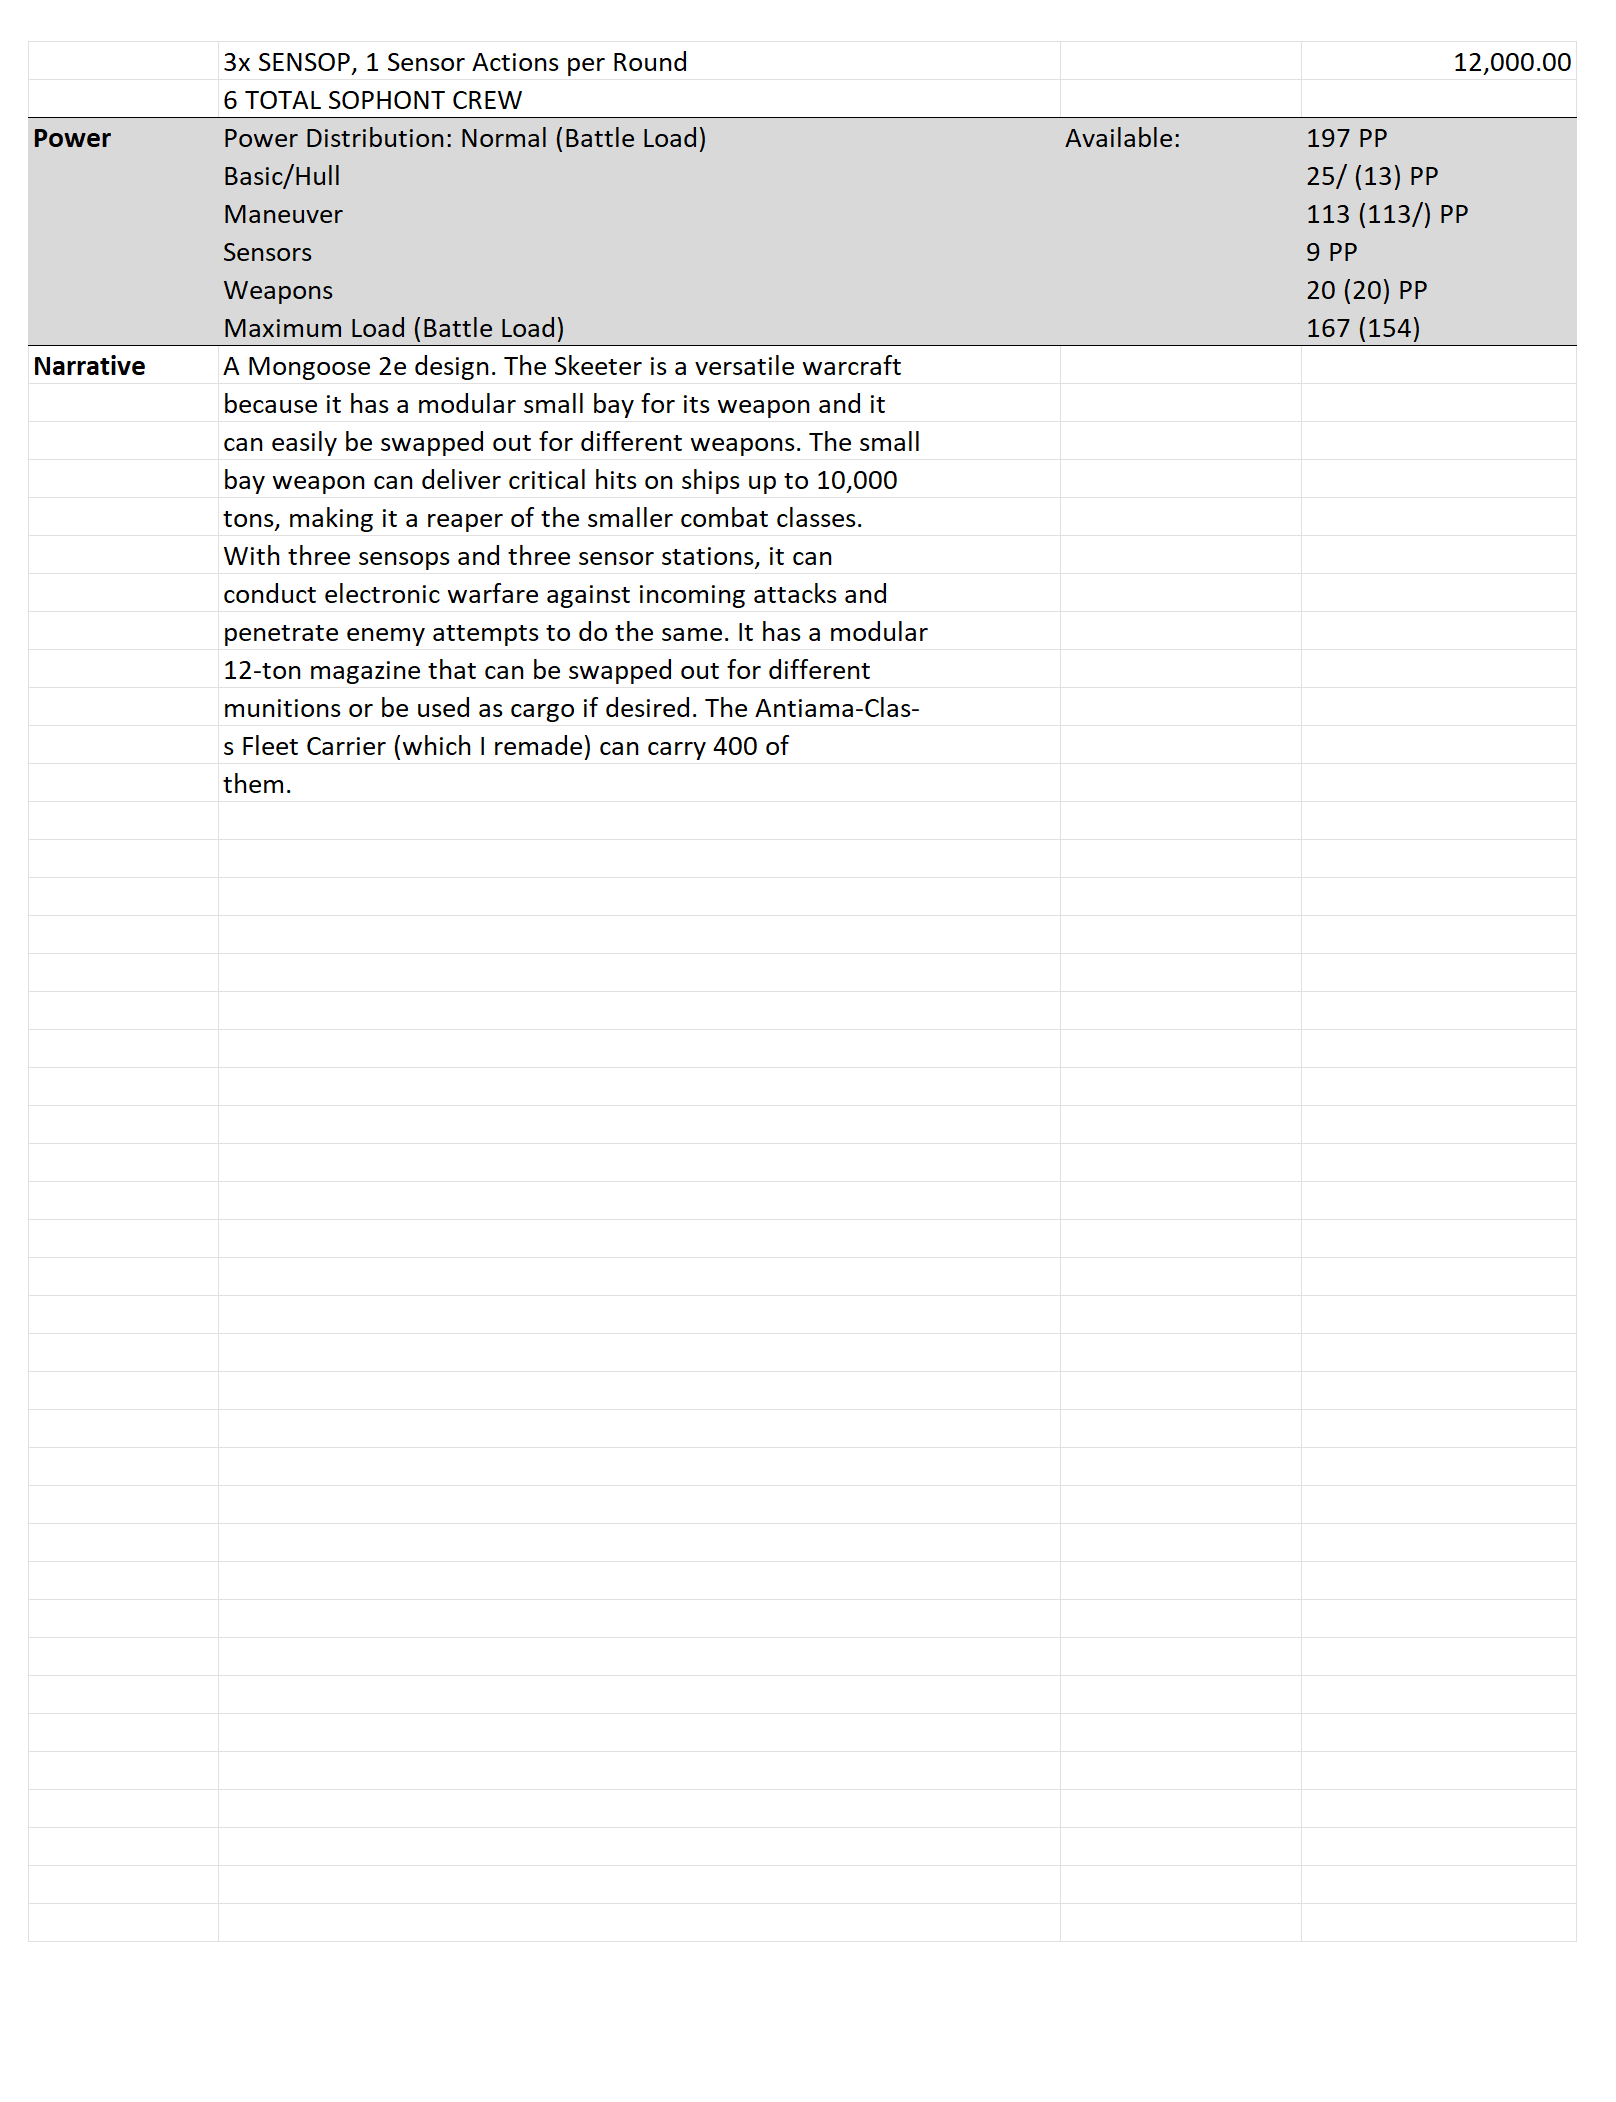 3x SENSOP, 1 Sensor Actions per Round 12,000.00
6 TOTAL SOPHONT CREW
Power Power Distribution: Normal (Battle Load) Available: 197 PP
Basic/Hull 25/ (13) PP
Maneuver 113 (113/) PP
Sensors 9 PP
Weapons 20 (20) PP
Maximum Load (Battle Load) 167 (154)
Narrative A Mongoose 2e design. The Skeeter is a versatile warcraft
because it has a modular small bay for its weapon and it
can easily be swapped out for different weapons. The small
bay weapon can deliver critical hits on ships up to 10,000
tons, making it a reaper of the smaller combat classes.
With three sensops and three sensor stations, it can
conduct electronic warfare against incoming attacks and
penetrate enemy attempts to do the same. It has a modular
12-ton magazine that can be swapped out for different
munitions or be used as cargo if desired. The Antiama-Clas-
s Fleet Carrier (which I remade) can carry 400 of
them.